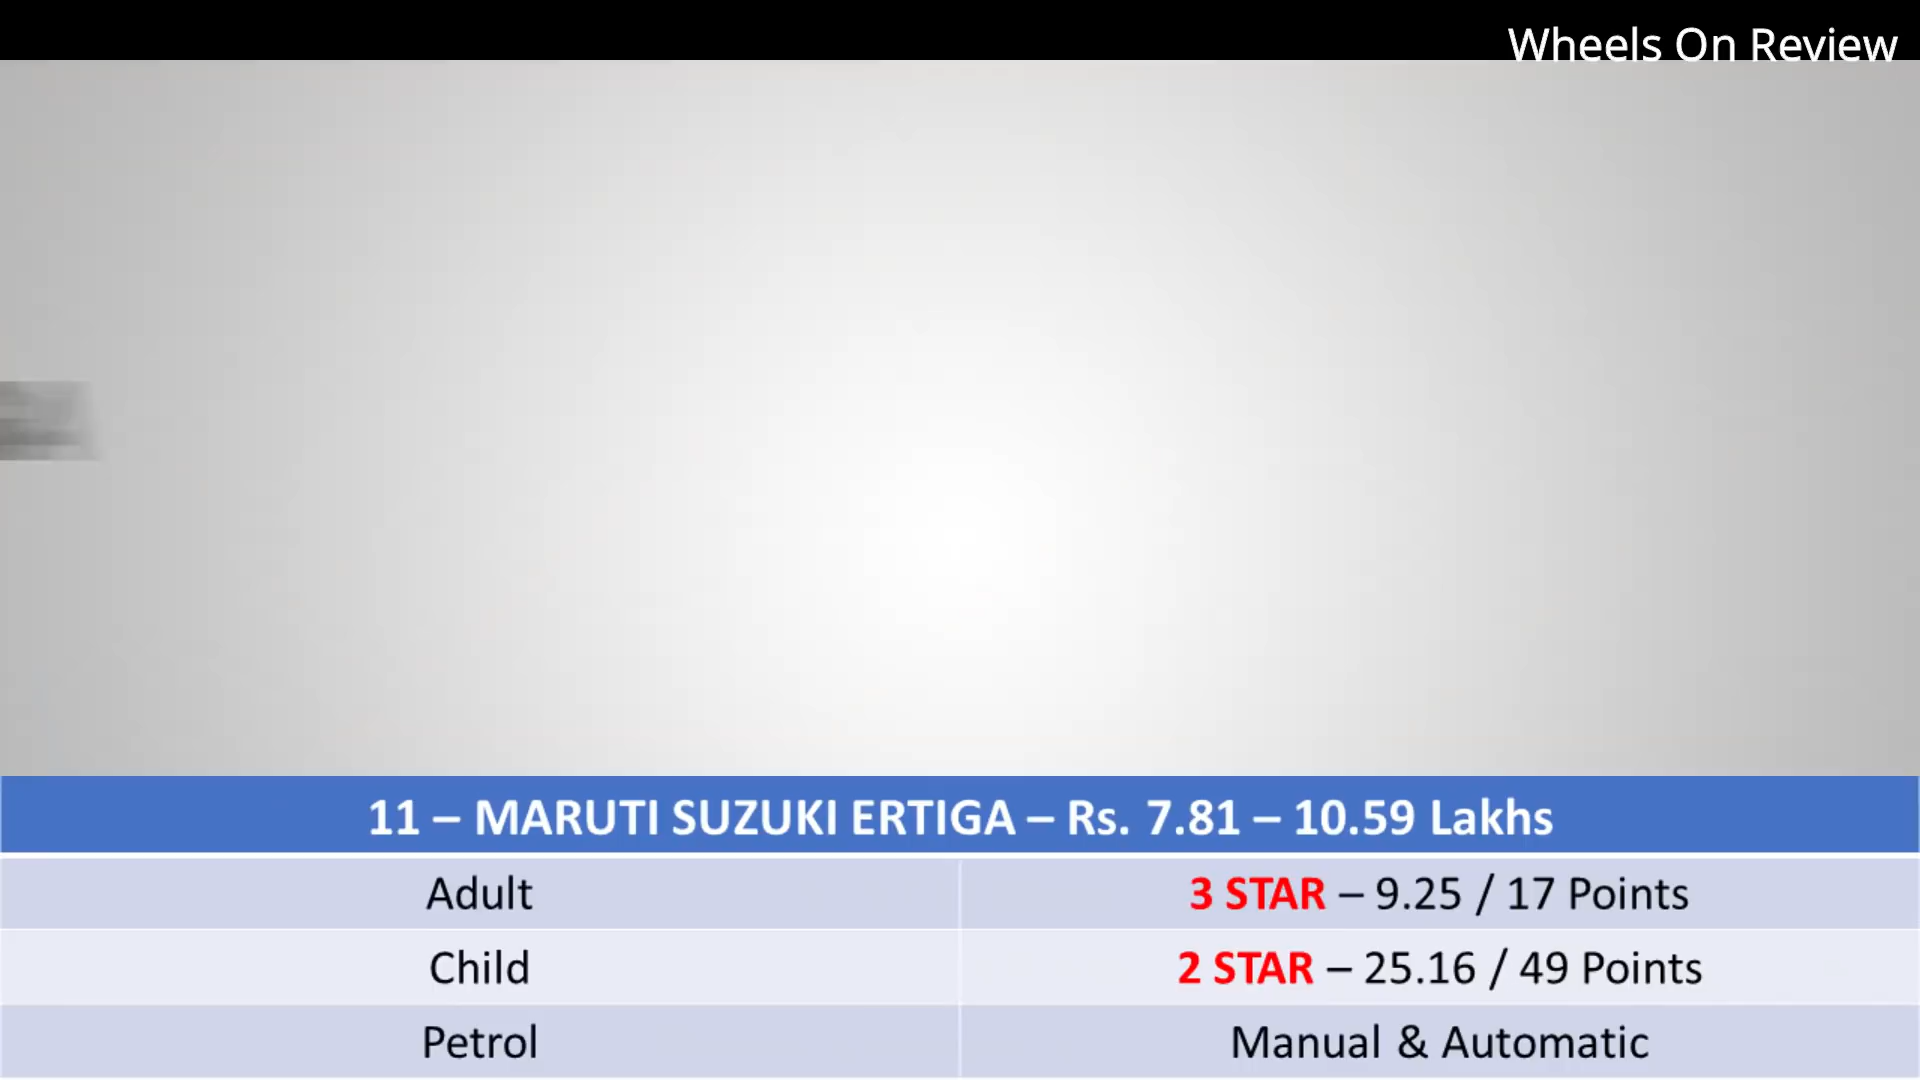 Wheels On Review
11 – MARUTI SUZUKI ERTIGA – Rs. 7.81 – 10.59 Lakhs
Adult 3 STAR – 9.25 / 17 Points
Child 2 STAR – 25.16 / 49 Points
Petrol Manual & Automatic